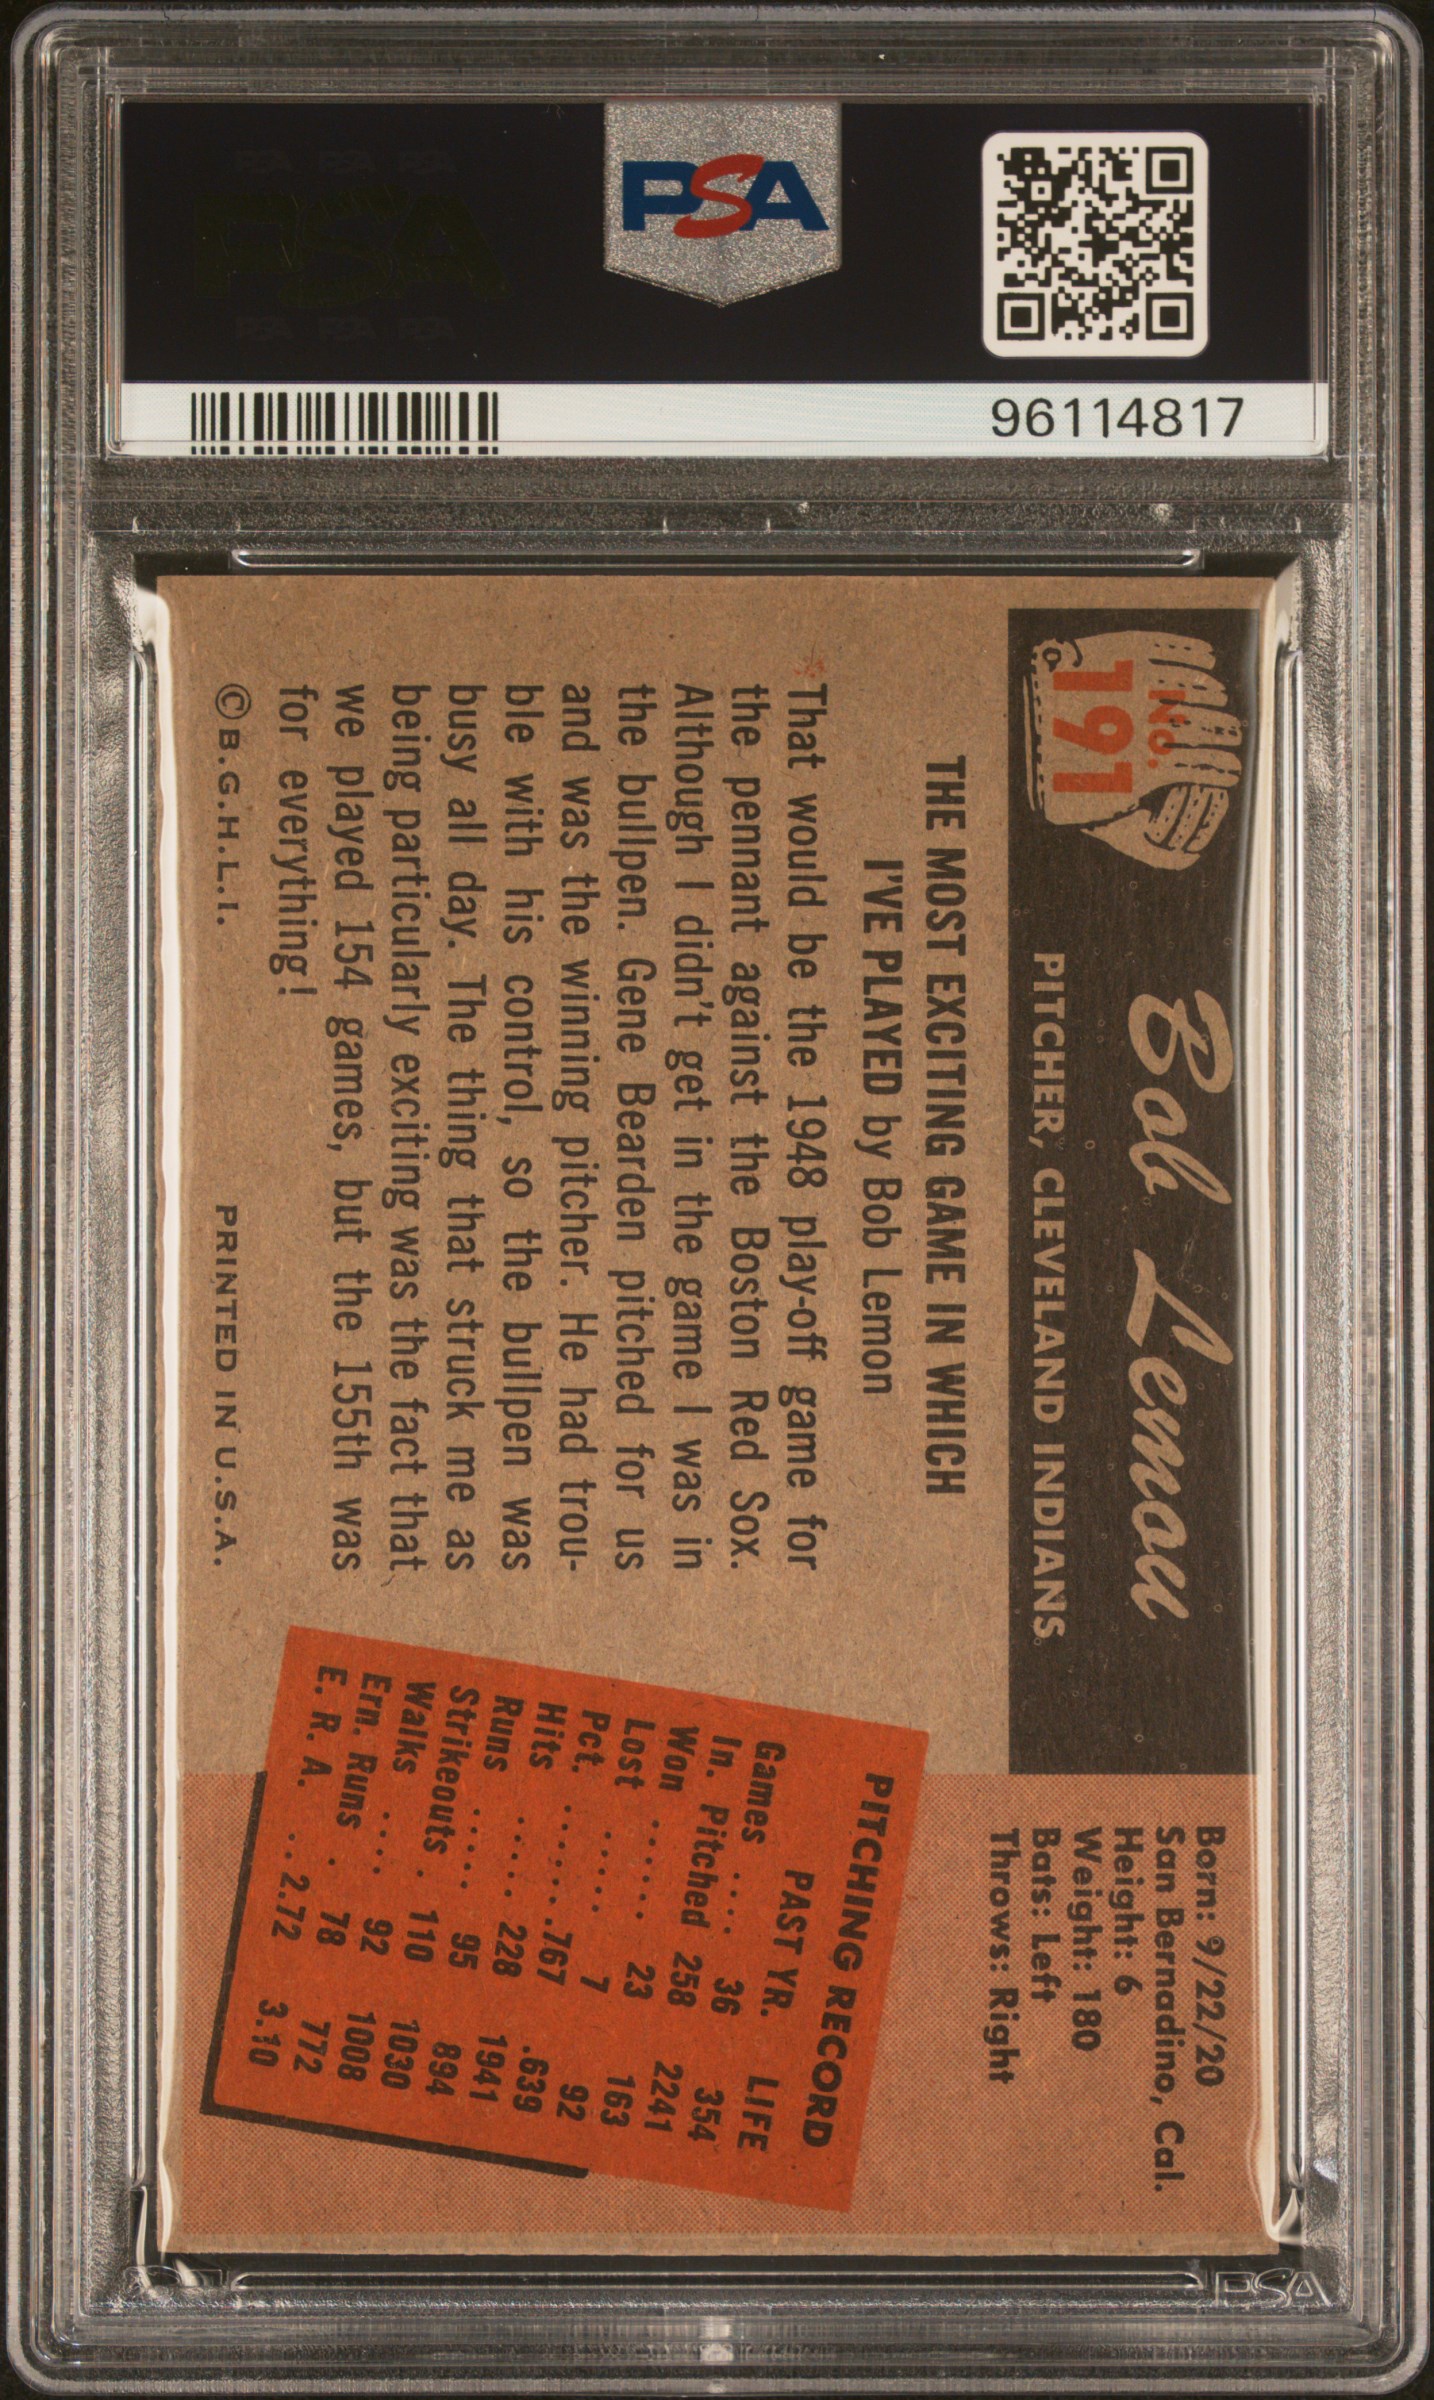 PSA
96114817
No.
191
Bob Lemon
PITCHER, CLEVELAND INDIANS
Born: 9/22/20
San Bernadino, Cal.
Height: 6
Weight: 180
Bats: Left
Throws: Right
THE MOST EXCITING GAME IN WHICH
I'VE PLAYED by Bob Lemon
That would be the 1948 play-off game for
the pennant against the Boston Red Sox.
Although I didn't get in the game I was in
the bullpen. Gene Bearden pitched for us
and was the winning pitcher. He had trou-
ble with his control, so the bullpen was
busy all day. The thing that struck me as
being particularly exciting was the fact that
we played 154 games, but the 155th was
for everything!
© B.G.H.L.I. PRINTED IN U.S.A.
PITCHING RECORD
PAST YR. LIFE
Games .... 36 354
In. Pitched 258 2241
Won ..... 23 163
Lost ..... 7 92
Pct. ...... .767 .639
Hits ..... 228 1941
Runs ..... 95 894
Strikeouts . 110 1030
Walks .... 92 1008
Ern. Runs . 78 772
E. R. A. ..2.72 3.10
PSA